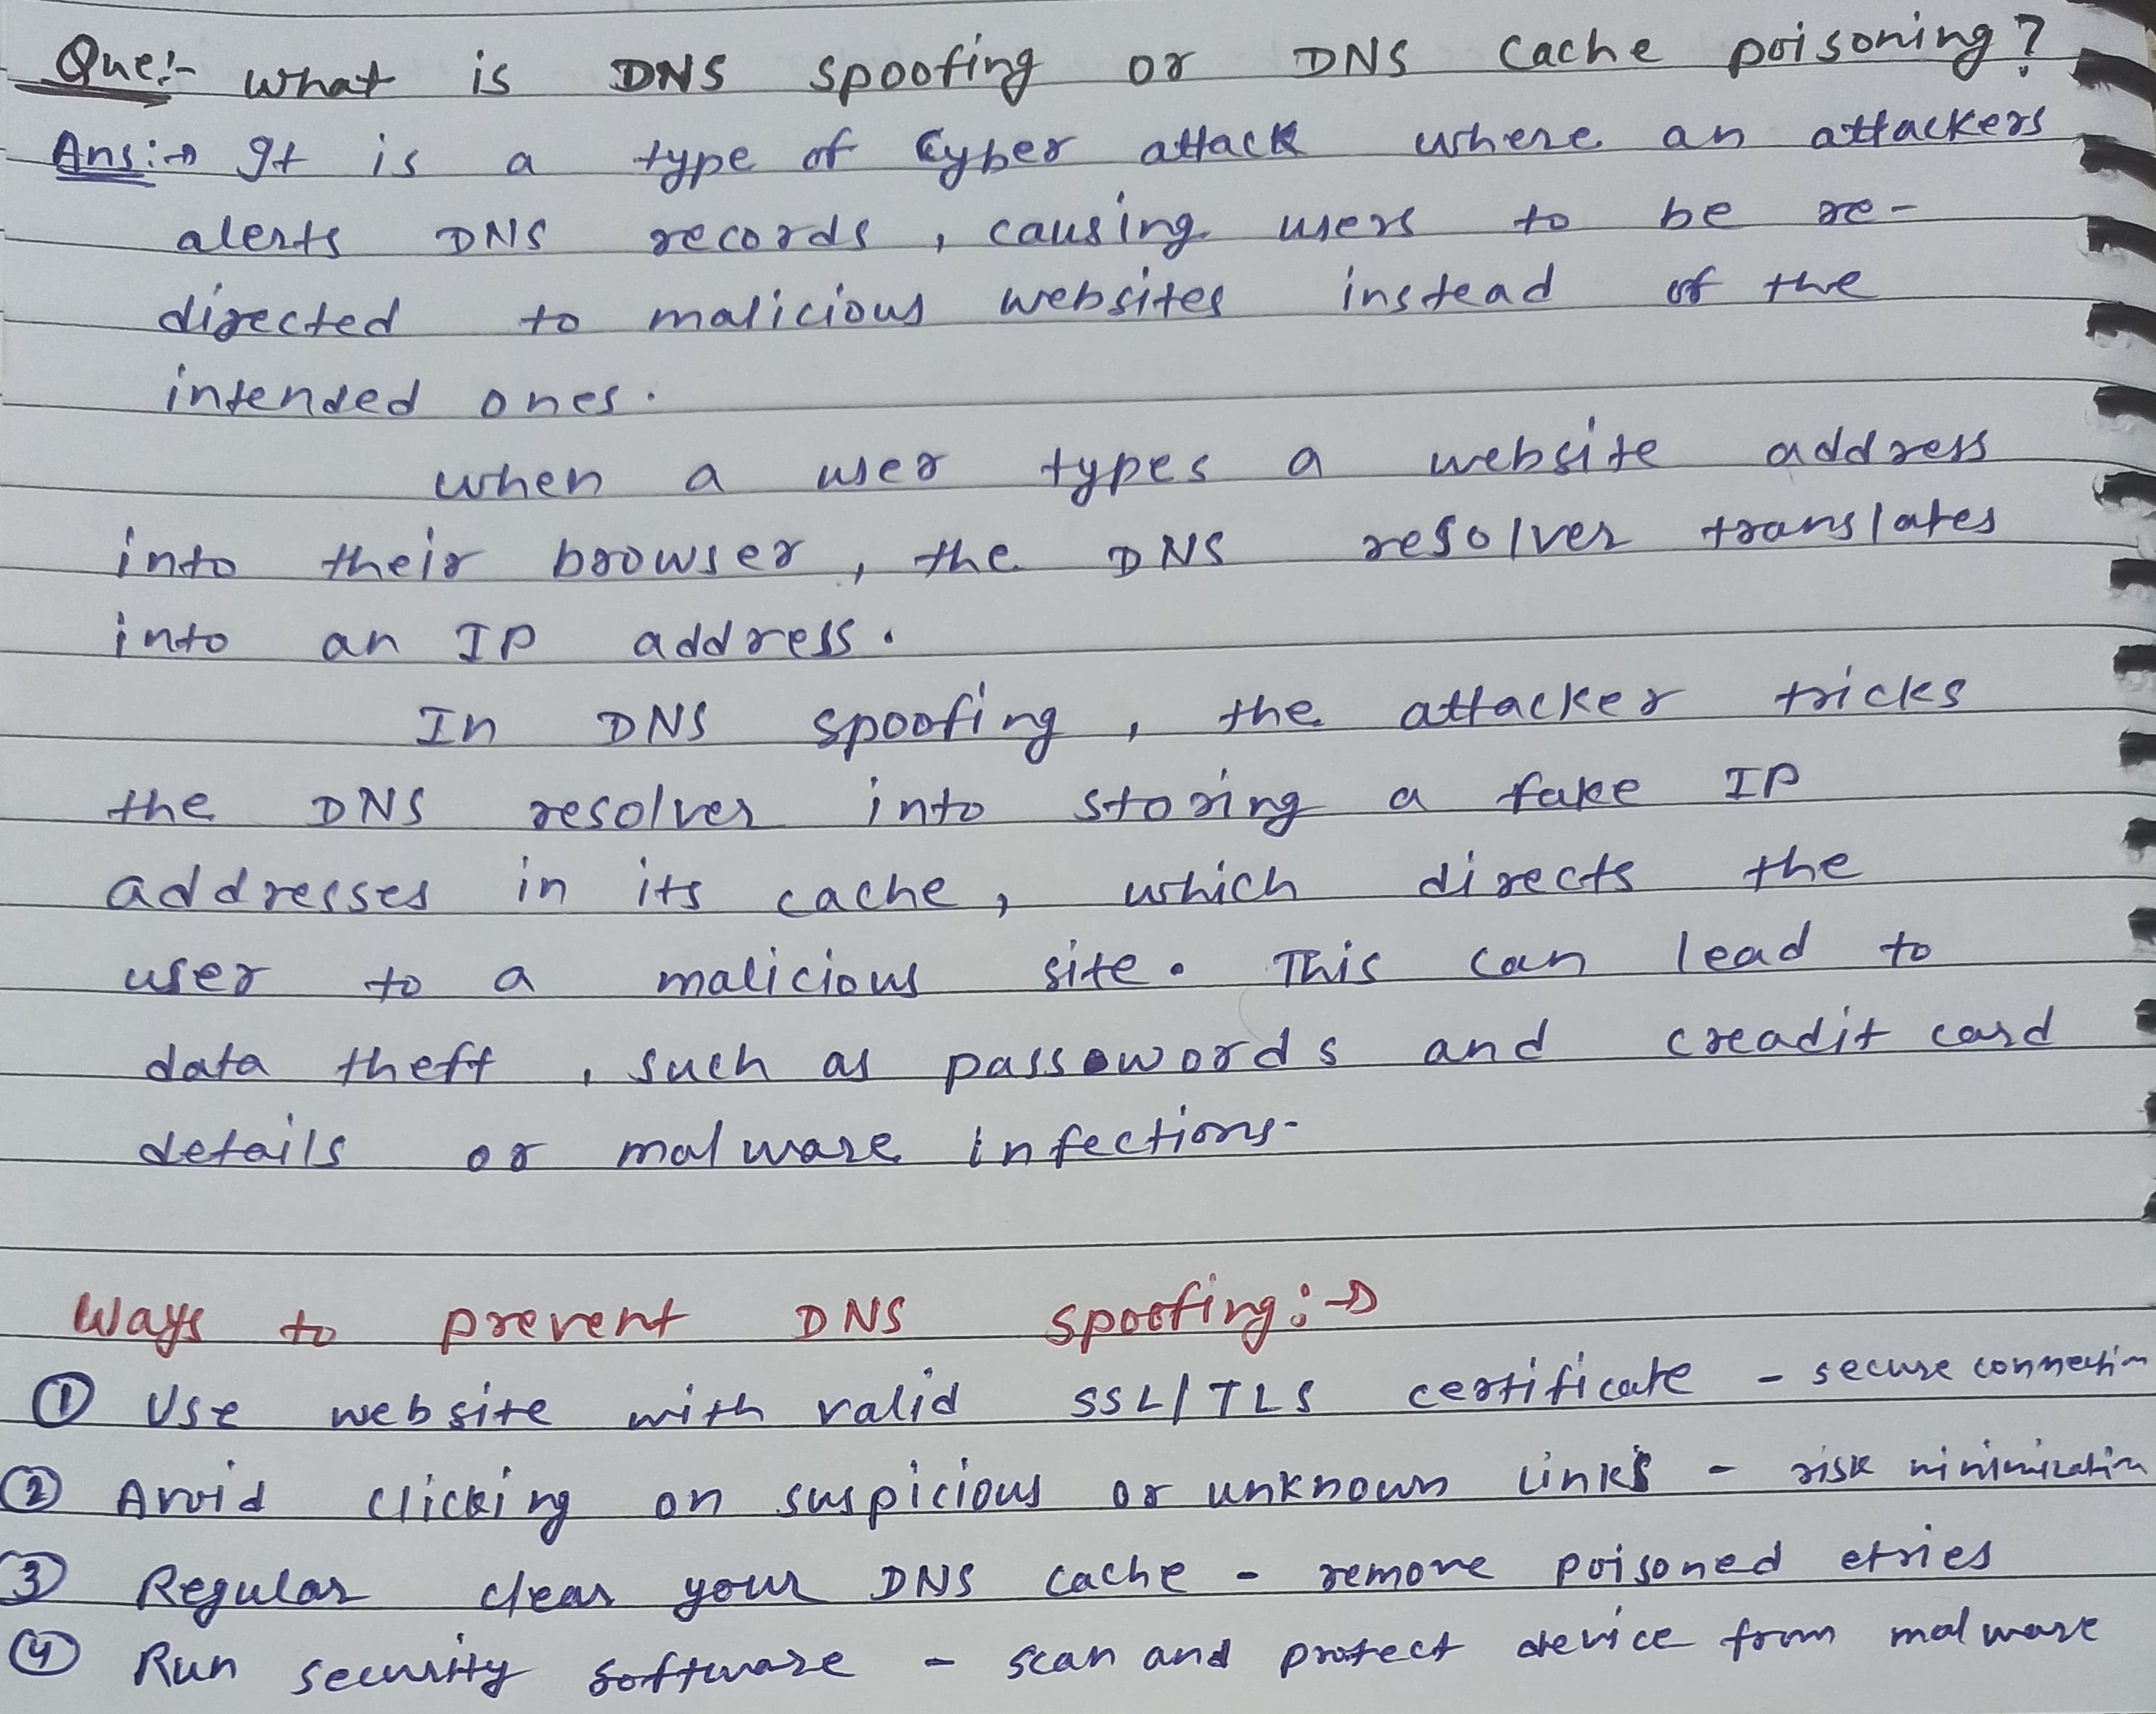 Que:- What is DNS spoofing or DNS Cache poisoning?
Ans:→ It is a type of Cyber attack where an attackers
alerts DNS records, causing users to be re-
directed to malicious websites instead of the
intended ones.
when a user types a website address
into their browser, the DNS resolver translates
into an IP address.
In DNS spoofing, the attacker tricks
the DNS resolver into storing a fake IP
addresses in its cache, which directs the
user to a malicious site. This can lead to
data theft, such as passwords and creadit card
details or malware infections.
Ways to prevent DNS spoofing:→
① Use website with valid SSL/TLS certificate - secure connection
② Avoid clicking on suspicious or unknown links - risk minimization
③ Regular clear your DNS cache - remove poisoned etries
④ Run security software - scan and protect device from malware